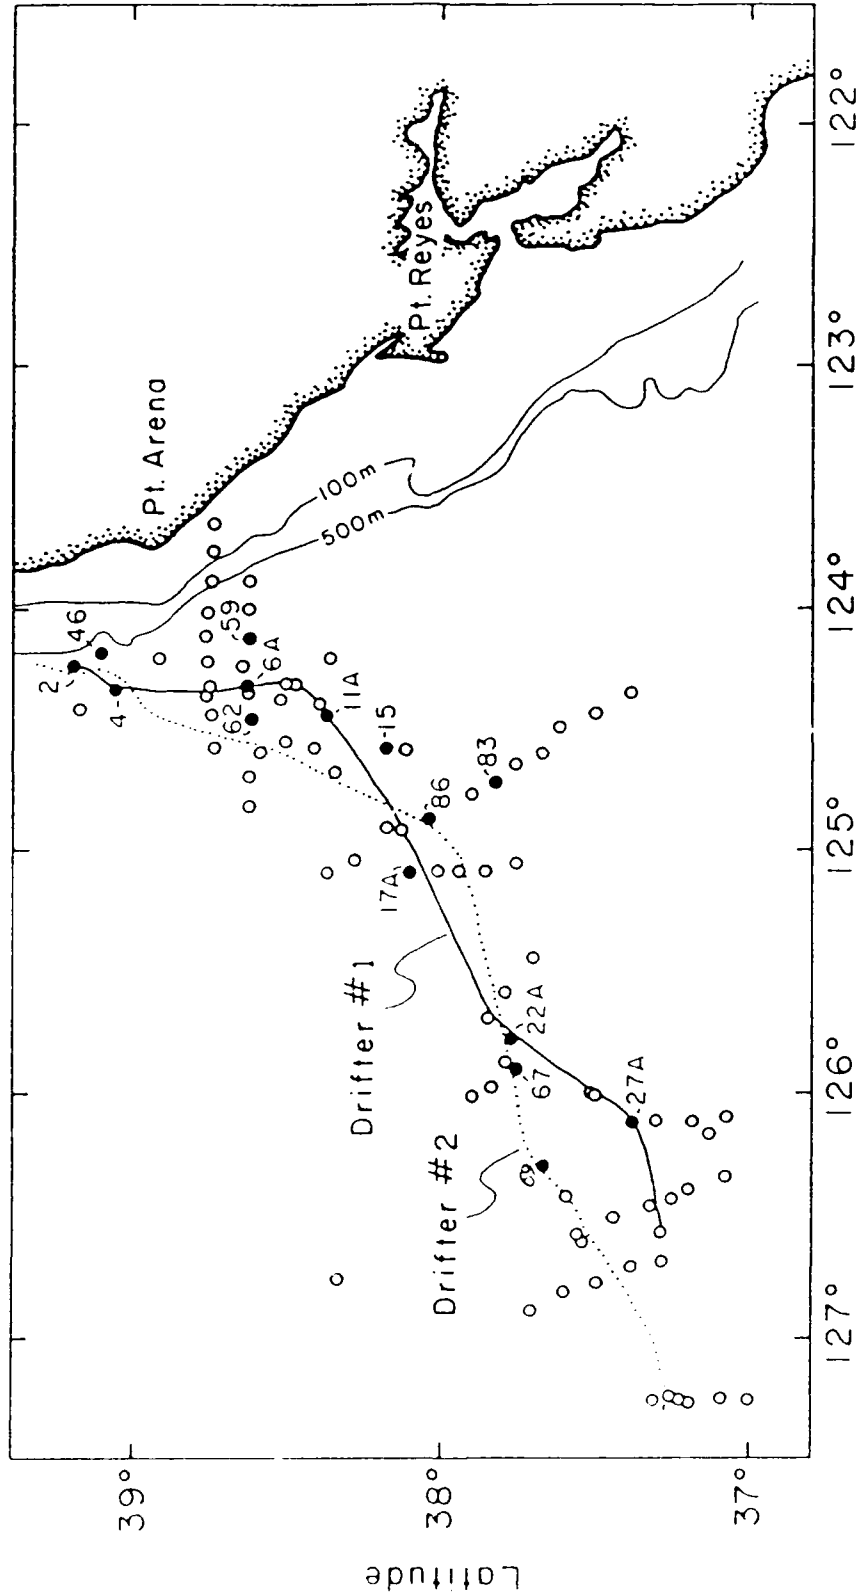 Latitude
39°
38°
37°
127°
126°
125°
124°
123°
122°
Pt. Arena
Pt. Reyes
100m
500m
Drifter #1
Drifter #2
2
46
4
59
6A
62
11A
15
86
83
17A
22A
67
27A